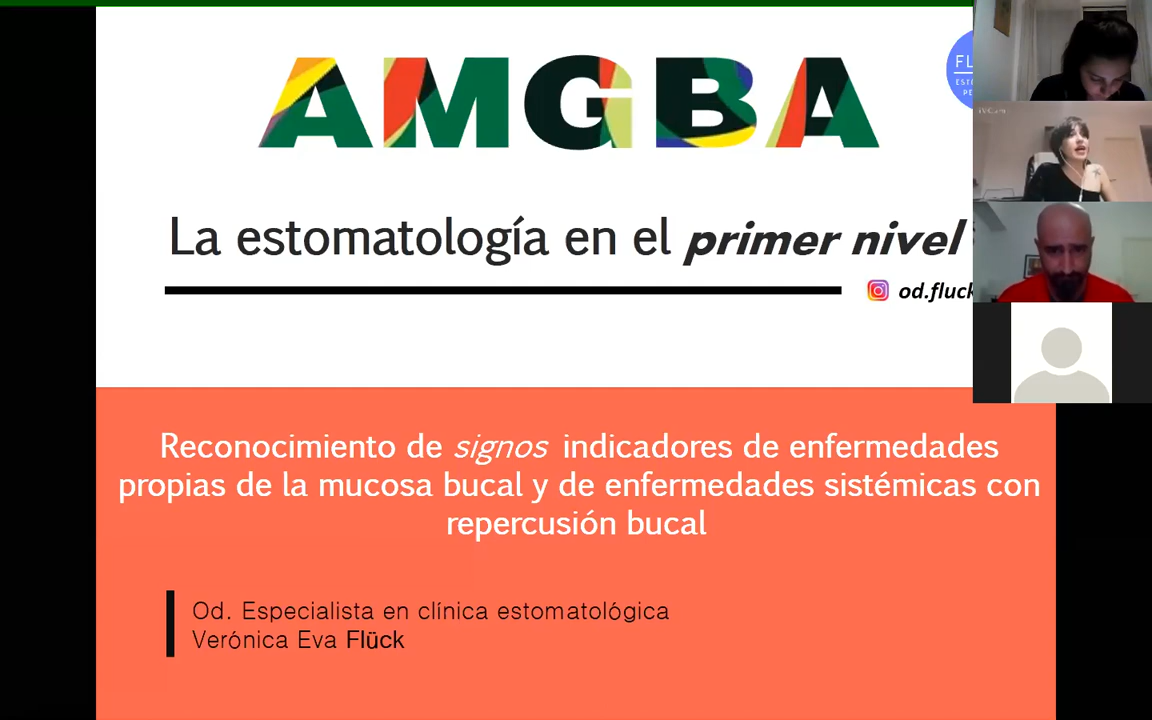 AMGBA
La estomatología en el primer nivel
od.fluck
Reconocimiento de signos indicadores de enfermedades
propias de la mucosa bucal y de enfermedades sistémicas con
repercusión bucal
Od. Especialista en clínica estomatológica
Verónica Eva Flück